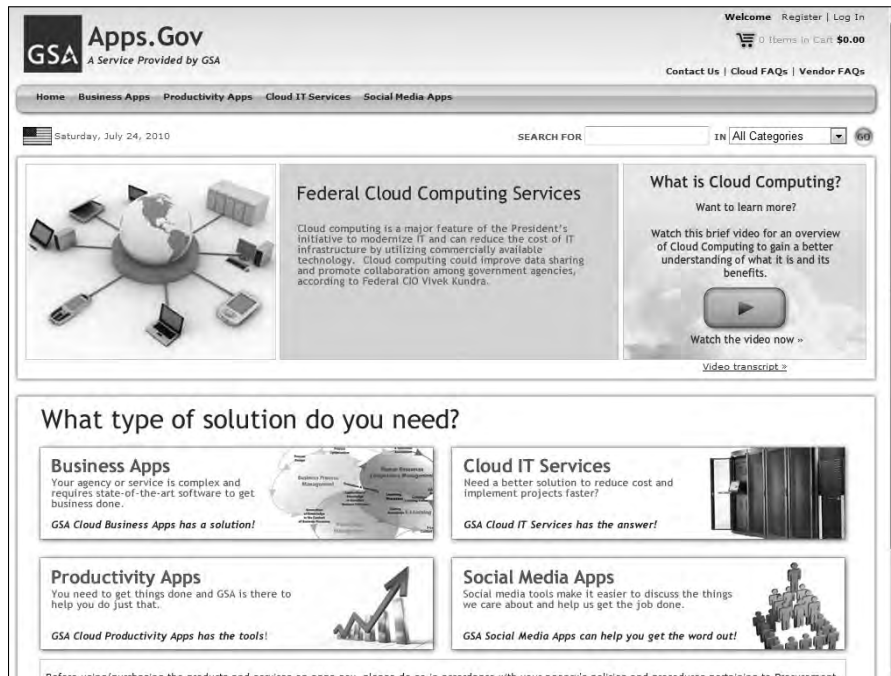 Welcome Register | Log In
GSA
Apps.Gov
A Service Provided by GSA
0 Items in Cart $0.00
Contact Us | Cloud FAQs | Vendor FAQs
Home Business Apps Productivity Apps Cloud IT Services Social Media Apps
Saturday, July 24, 2010
SEARCH FOR IN All Categories GO
Federal Cloud Computing Services
Cloud computing is a major feature of the President's
initiative to modernize IT and can reduce the cost of IT
infrastructure by utilizing commercially available
technology. Cloud computing could improve data sharing
and promote collaboration among government agencies,
according to Federal CIO Vivek Kundra.
What is Cloud Computing?
Want to learn more?
Watch this brief video for an overview
of Cloud Computing to gain a better
understanding of what it is and its
benefits.
Watch the video now »
Video transcript »
What type of solution do you need?
Business Apps
Your agency or service is complex and
requires state-of-the-art software to get
business done.
GSA Cloud Business Apps has a solution!
Business Process
Management
Cloud IT Services
Need a better solution to reduce cost and
implement projects faster?
GSA Cloud IT Services has the answer!
Productivity Apps
You need to get things done and GSA is there to
help you do just that.
GSA Cloud Productivity Apps has the tools!
Social Media Apps
Social media tools make it easier to discuss the things
we care about and help us get the job done.
GSA Social Media Apps can help you get the word out!